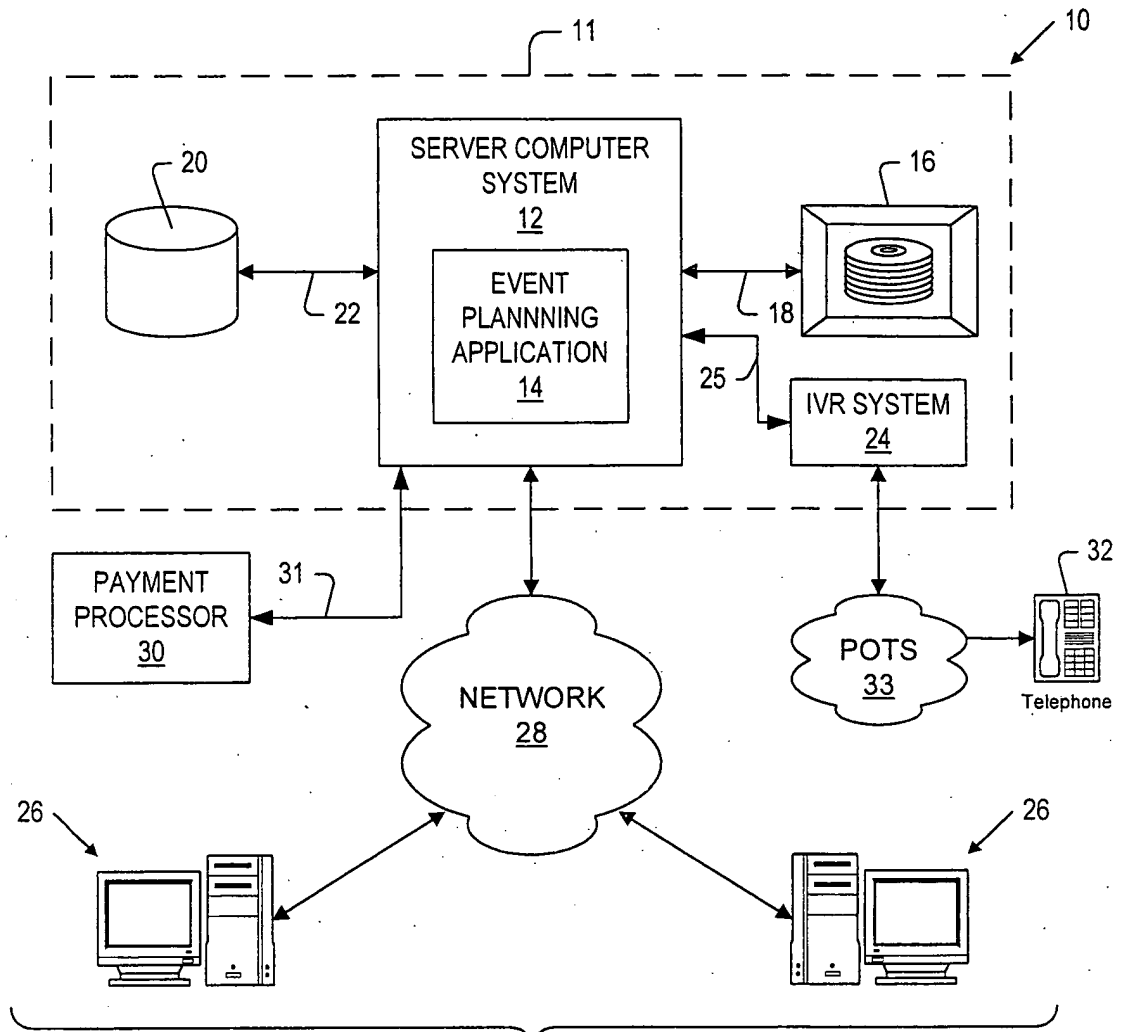 11
10
SERVER COMPUTER
SYSTEM
12
20
16
EVENT
PLANNNING
APPLICATION
14
22
18
25
IVR SYSTEM
24
PAYMENT
PROCESSOR
30
31
32
NETWORK
28
POTS
33
Telephone
26
26